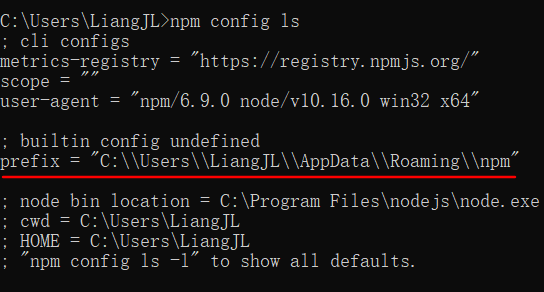 C:\Users\LiangJL>npm config ls
; cli configs
metrics-registry = "https://registry.npmjs.org/"
scope = ""
user-agent = "npm/6.9.0 node/v10.16.0 win32 x64"
; builtin config undefined
prefix = "C:\\Users\\LiangJL\\AppData\\Roaming\\npm"
; node bin location = C:\Program Files\nodejs\node.exe
; cwd = C:\Users\LiangJL
; HOME = C:\Users\LiangJL
; "npm config ls -l" to show all defaults.